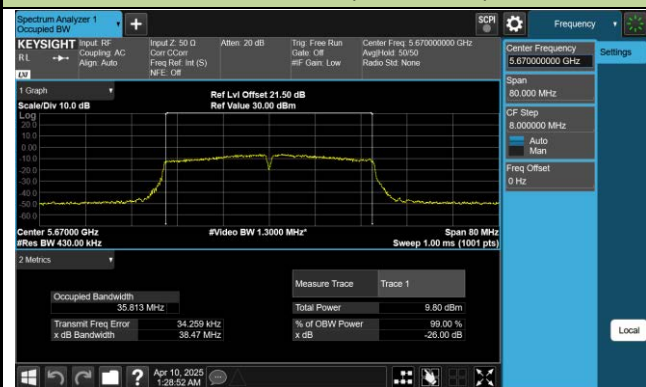 Spectrum Analyzer 1
Occupied BW
+
SCPI
Frequency
KEYSIGHT
RL
LXI
Input: RF
Coupling: AC
Align: Auto
Input Z: 50 Ω
Corr CCorr
Freq Ref: Int (S)
NFE: Off
Atten: 20 dB
Trig: Free Run
Gate: Off
#IF Gain: Low
Center Freq: 5.670000000 GHz
Avg|Hold: 50/50
Radio Std: None
Center Frequency
5.670000000 GHz
Settings
Span
80.000 MHz
CF Step
8.000000 MHz
Auto
Man
Freq Offset
0 Hz
Local
1 Graph
Scale/Div 10.0 dB
Ref Lvl Offset 21.50 dB
Ref Value 30.00 dBm
Log
20.0
10.0
0.00
-10.0
-20.0
-30.0
-40.0
-50.0
-60.0
Center 5.67000 GHz
#Res BW 430.00 kHz
#Video BW 1.3000 MHz*
Span 80 MHz
Sweep 1.00 ms (1001 pts)
2 Metrics
Measure Trace Trace 1
Occupied Bandwidth
35.813 MHz
Total Power 9.80 dBm
Transmit Freq Error 34.259 kHz
% of OBW Power 99.00 %
x dB Bandwidth 38.47 MHz
x dB -26.00 dB
?
Apr 10, 2025
1:28:52 AM